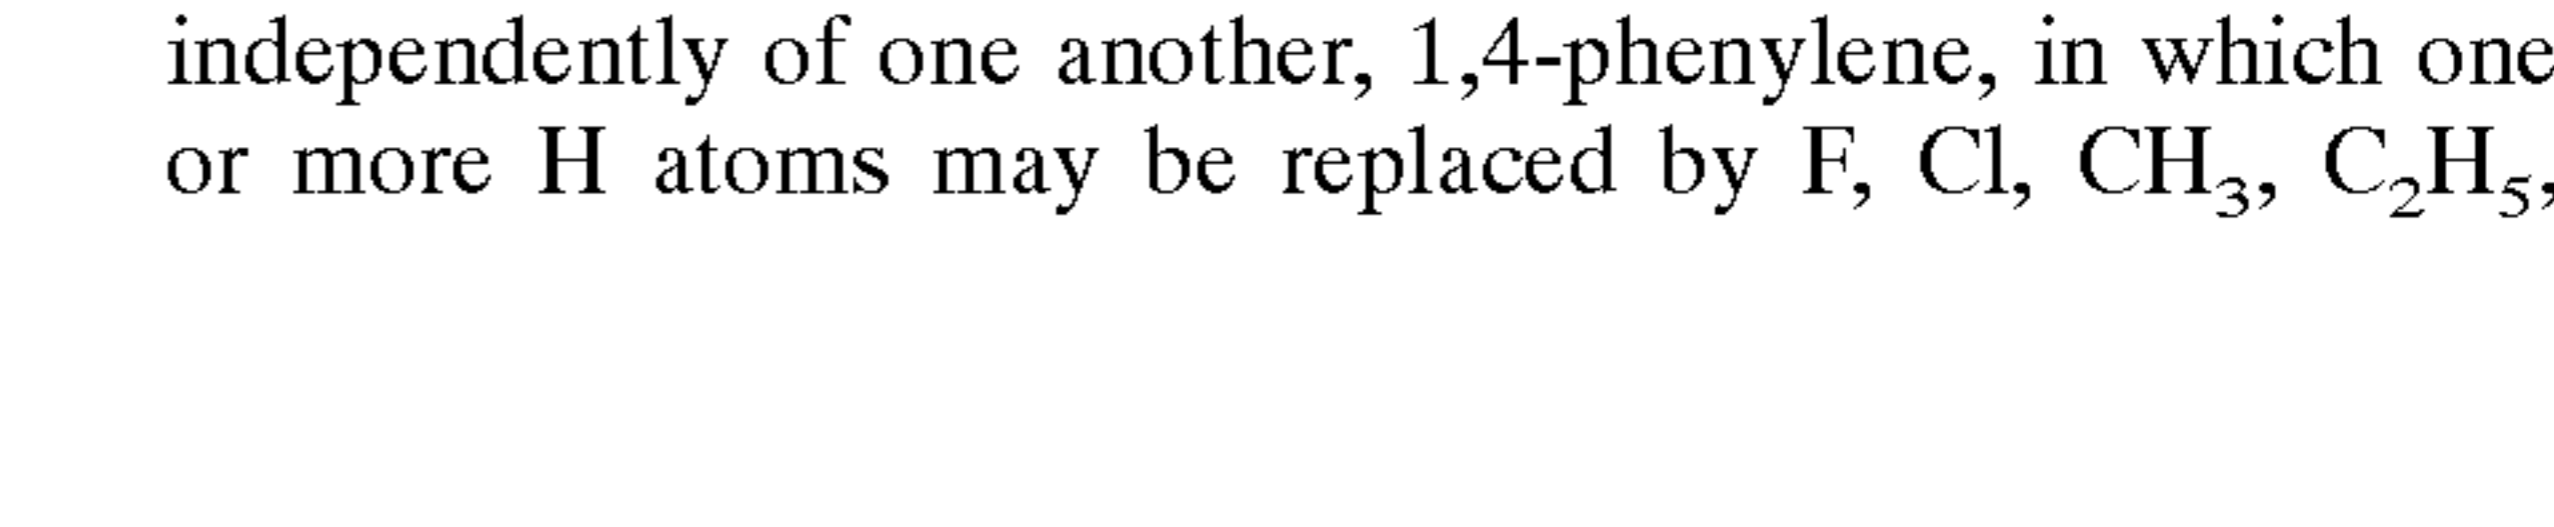 independently of one another, 1,4-phenylene, in which one
or more H atoms may be replaced by F, Cl, CH₃, C₂H₅,